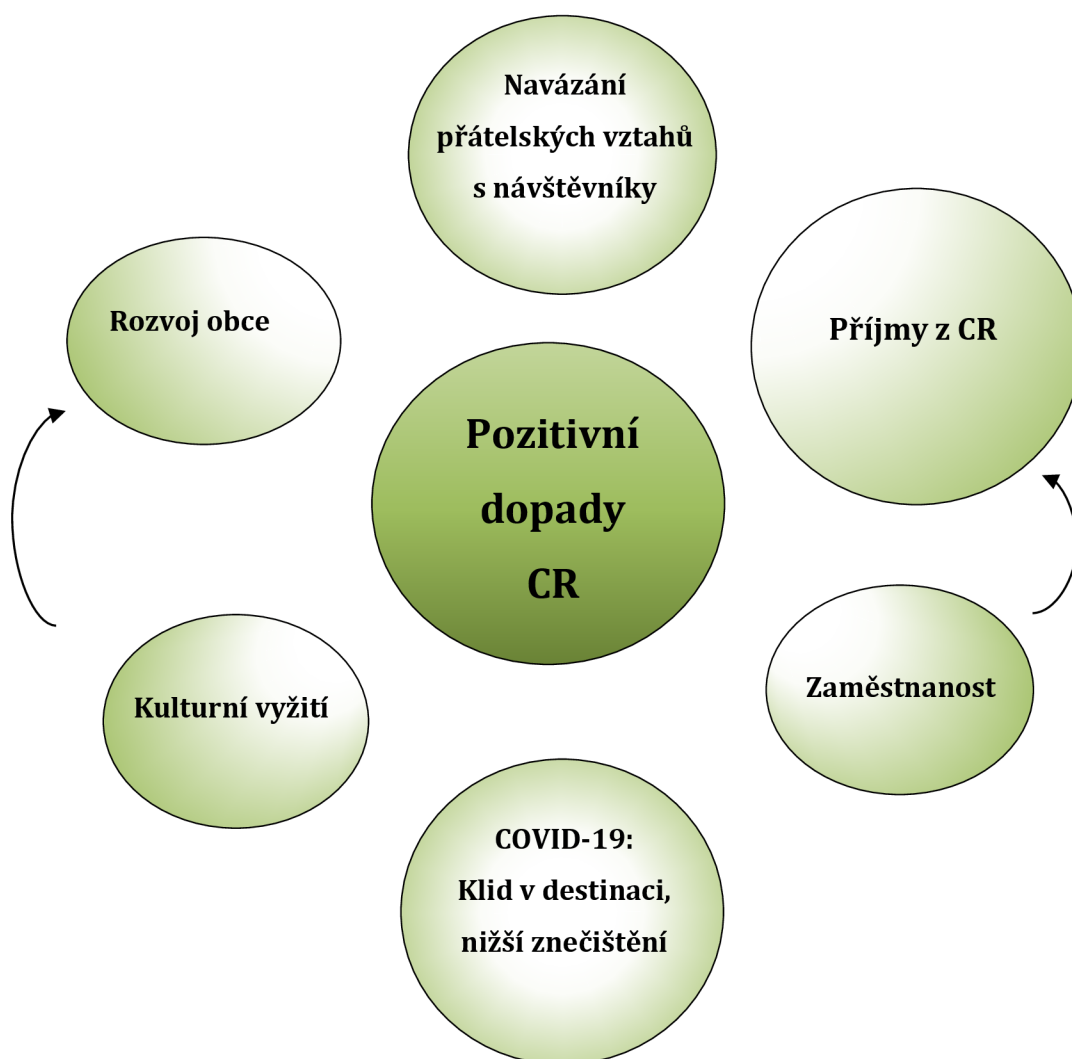 Navázání
přátelských vztahů
s návštěvníky
Rozvoj obce
Příjmy z CR
Pozitivní
dopady
CR
Kulturní vyžití
Zaměstnanost
COVID-19:
Klid v destinaci,
nižší znečištění